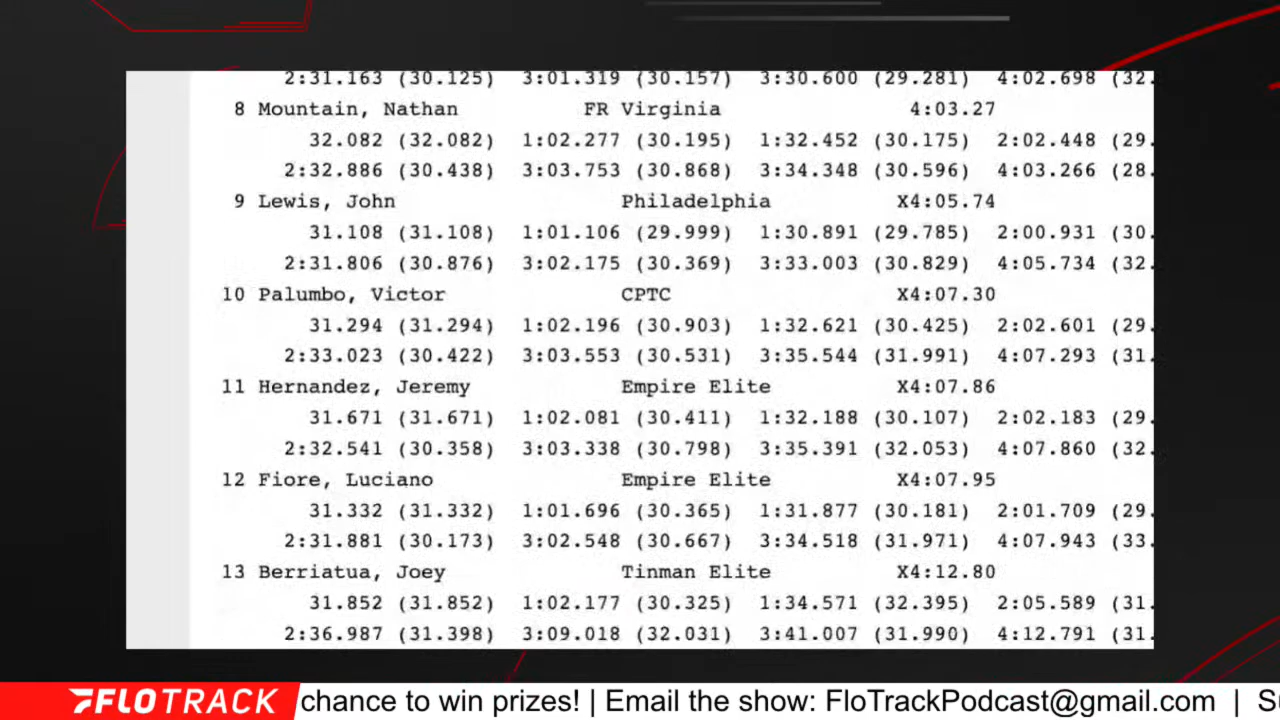 2:31.163 (30.125) 3:01.319 (30.157) 3:30.600 (29.281) 4:02.698 (32.
8 Mountain, Nathan FR Virginia 4:03.27
32.082 (32.082) 1:02.277 (30.195) 1:32.452 (30.175) 2:02.448 (29.
2:32.886 (30.438) 3:03.753 (30.868) 3:34.348 (30.596) 4:03.266 (28.
9 Lewis, John Philadelphia X4:05.74
31.108 (31.108) 1:01.106 (29.999) 1:30.891 (29.785) 2:00.931 (30.
2:31.806 (30.876) 3:02.175 (30.369) 3:33.003 (30.829) 4:05.734 (32.
10 Palumbo, Victor CPTC X4:07.30
31.294 (31.294) 1:02.196 (30.903) 1:32.621 (30.425) 2:02.601 (29.
2:33.023 (30.422) 3:03.553 (30.531) 3:35.544 (31.991) 4:07.293 (31.
11 Hernandez, Jeremy Empire Elite X4:07.86
31.671 (31.671) 1:02.081 (30.411) 1:32.188 (30.107) 2:02.183 (29.
2:32.541 (30.358) 3:03.338 (30.798) 3:35.391 (32.053) 4:07.860 (32.
12 Fiore, Luciano Empire Elite X4:07.95
31.332 (31.332) 1:01.696 (30.365) 1:31.877 (30.181) 2:01.709 (29.
2:31.881 (30.173) 3:02.548 (30.667) 3:34.518 (31.971) 4:07.943 (33.
13 Berriatua, Joey Tinman Elite X4:12.80
31.852 (31.852) 1:02.177 (30.325) 1:34.571 (32.395) 2:05.589 (31.
2:36.987 (31.398) 3:09.018 (32.031) 3:41.007 (31.990) 4:12.791 (31.
FLOTRACK chance to win prizes! | Email the show: FloTrackPodcast@gmail.com |